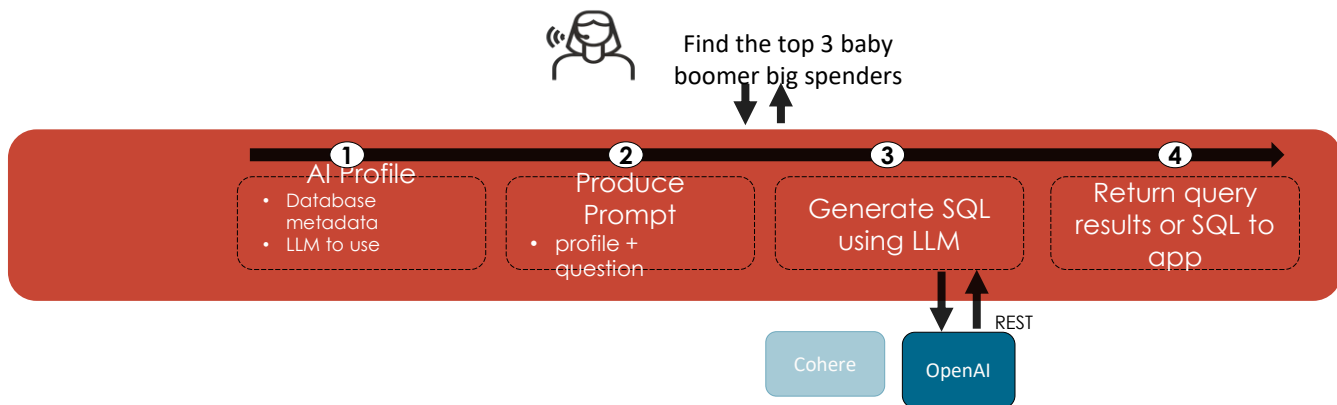 Find the top 3 baby
boomer big spenders
1
2
3
4
AI Profile
• Database
metadata
• LLM to use
Produce
Prompt
• profile +
question
Generate SQL
using LLM
Return query
results or SQL to
app
REST
Cohere
OpenAI